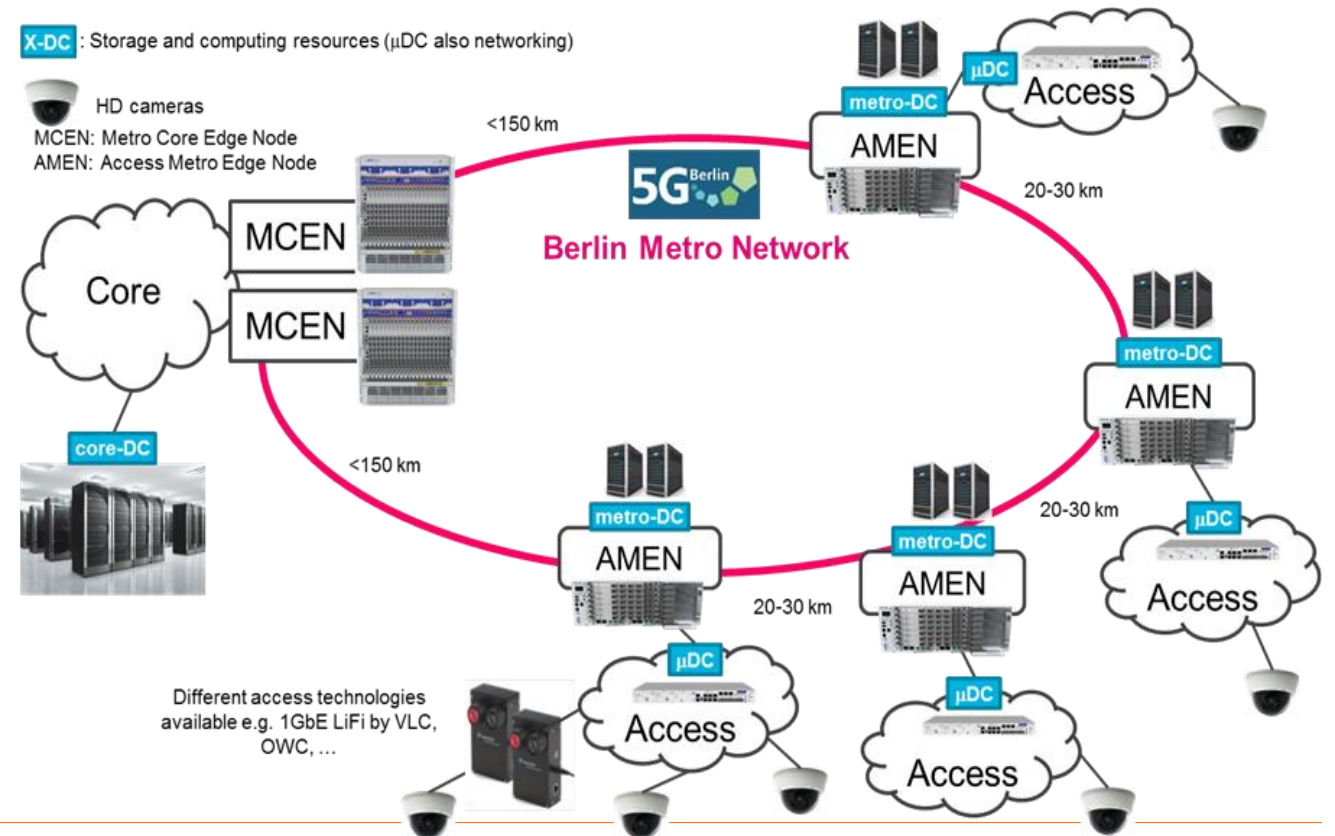 X-DC : Storage and computing resources (μDC also networking)
HD cameras
MCEN: Metro Core Edge Node
AMEN: Access Metro Edge Node
<150 km
5G Berlin
Berlin Metro Network
metro-DC
AMEN
μDC
Access
20-30 km
MCEN
Core
MCEN
metro-DC
AMEN
core-DC
<150 km
metro-DC
AMEN
metro-DC
AMEN
20-30 km
μDC
Access
20-30 km
μDC
Access
μDC
Access
Different access technologies
available e.g. 1GbE LiFi by VLC,
OWC, …